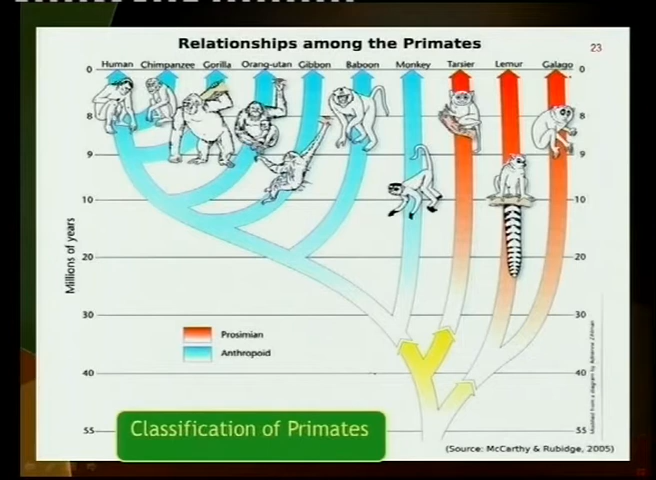 Relationships among the Primates
23
Human Chimpanzee Gorilla Orang-utan Gibbon Baboon Monkey Tarsier Lemur Galago
0 0
8 8
9 9
10 10
Millions of years
20 20
30 30
Prosimian
Anthropoid
40 40
55 55
Classification of Primates
(Source: McCarthy & Rubidge, 2005)